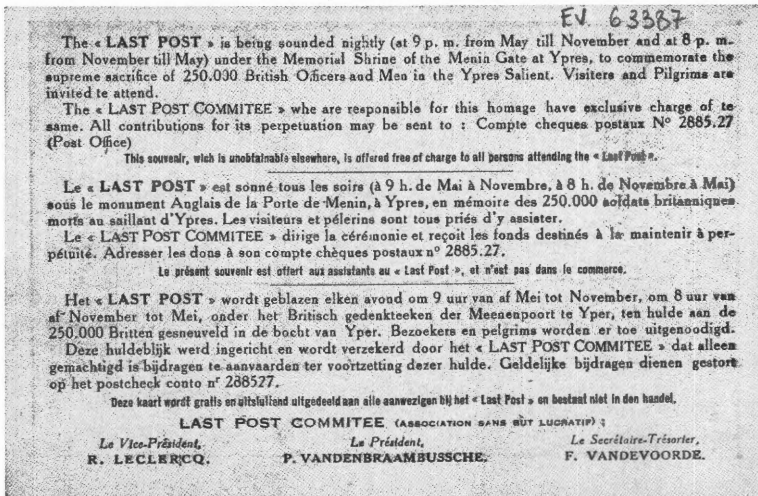 EV. 63387
The « LAST POST » is being sounded nightly (at 9 p. m. from May till November and at 8 p. m.
from November till May) under the Memorial Shrine of the Menin Gate at Ypres, to commemorate the
supreme sacrifice of 250.000 British Officers and Men in the Ypres Salient. Visiters and Pilgrims are
invited te attend.
The « LAST POST COMMITEE » whe are responsible for this homage have exclusive charge of te
same. All contributions for its perpetuation may be sent to : Compte cheques postaux Nº 2885.27
(Post Office)
This souvenir, wich is unobtainable elsewhere, is offered free of charge to all persons attending the « Last Post ».
Le « LAST POST » est sonné tous les soirs (à 9 h. de Mai à Novembre, à 8 h. de Novembre à Mai)
sous le monument Anglais de la Porte de Menin, à Ypres, en mémoire des 250.000 soldats britanniques
morts au saillant d'Ypres. Les visiteurs et pélerins sont tous priés d'y assister.
Le « LAST POST COMMITEE » dirige la cérémonie et reçoit les fonds destinés à la maintenir à per-
pétuité. Adresser les dons à son compte chèques postaux nº 2885.27.
Le présent souvenir est offert aux assistants au « Last Post », et n'est pas dans le commerce.
Het « LAST POST » wordt geblazen elken avond om 9 uur van af Mei tot November, om 8 uur van
af November tot Mei, onder het Britisch gedenkteeken der Meenenpoort te Yper, ten hulde aan de
250.000 Britten gesneuveld in de bocht van Yper. Bezoekers en pelgrims worden er toe uitgenoodigd.
Deze huldeblijk werd ingericht en wordt verzekerd door het « LAST POST COMMITEE » dat alleen
gemachtigd is bijdragen te aanvaarden ter voortzetting dezer hulde. Geldelijke bijdragen dienen gestort
op het postcheck conto nr 288527.
Deze kaart wordt gratis en uitsluitend uitgedeeld aan alle aanwezigen bij het « Last Post » en bestaat niet in den handel.
LAST POST COMMITEE (ASSOCIATION SANS BUT LUCRATIF) :
Le Vice-Président, Le Président, Le Secrétaire-Trésorier,
R. LECLERCQ. P. VANDENBRAAMBUSSCHE. F. VANDEVOORDE.